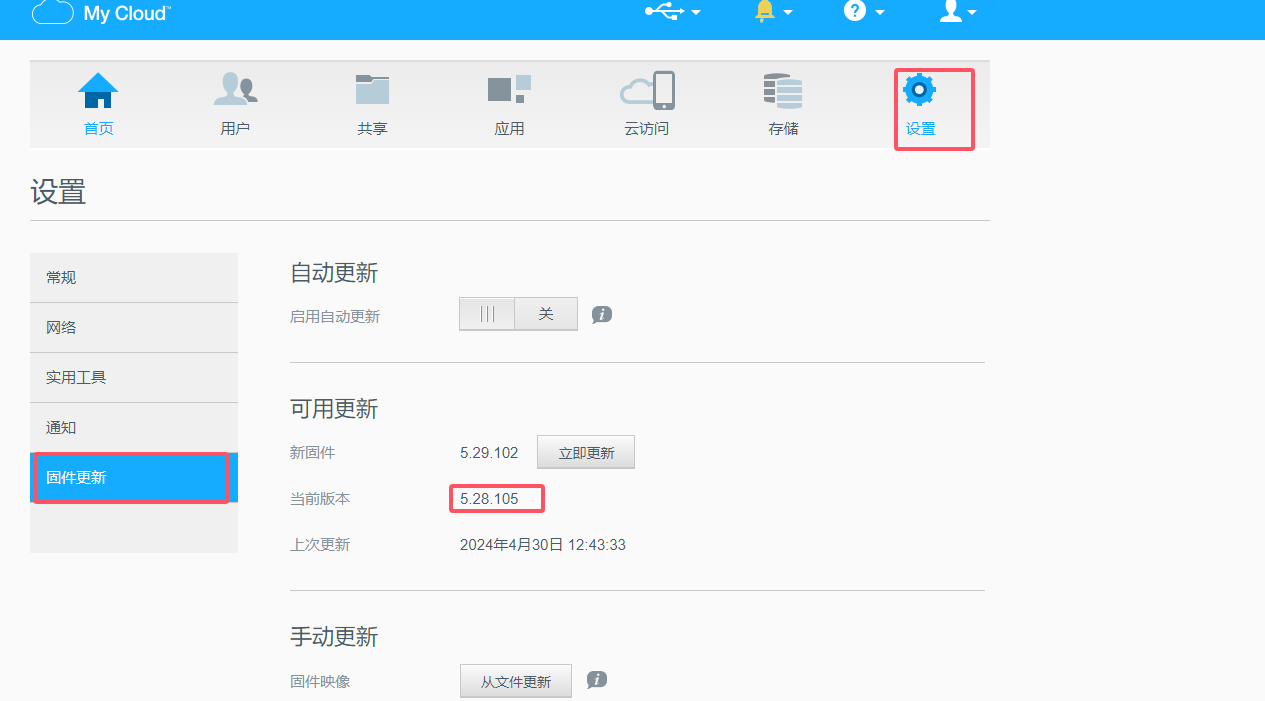 My Cloud™
首页 用户 共享 应用 云访问 存储 设置
设置
常规
网络
实用工具
通知
固件更新
自动更新
启用自动更新 关
可用更新
新固件 5.29.102 立即更新
当前版本 5.28.105
上次更新 2024年4月30日 12:43:33
手动更新
固件映像 从文件更新